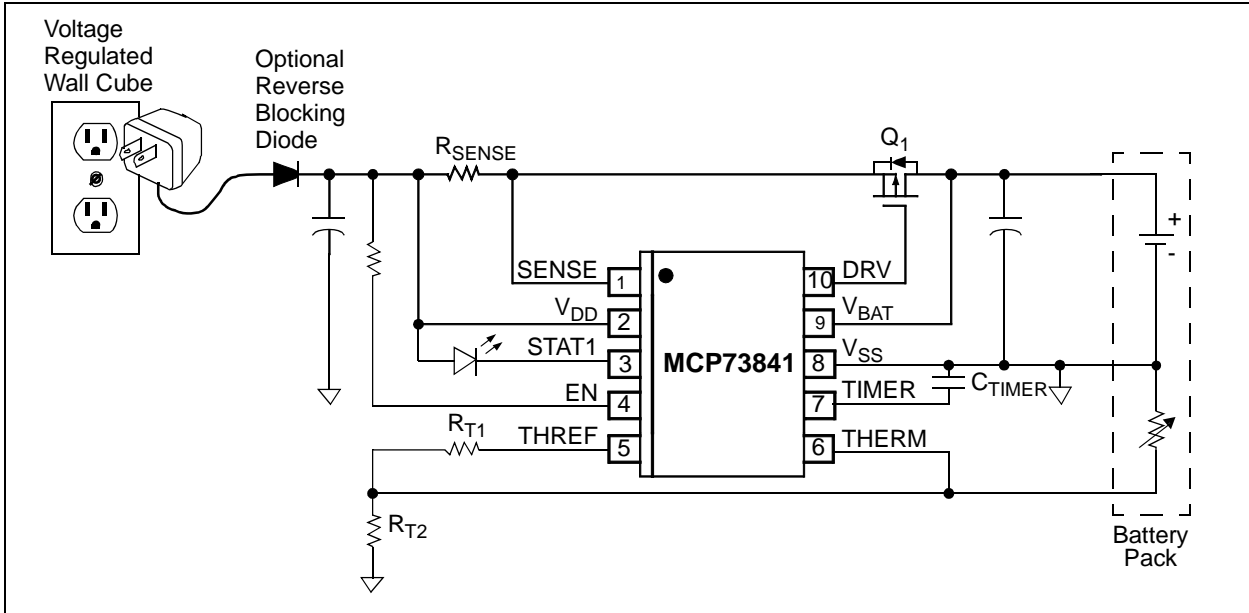 Voltage
Regulated
Wall Cube
Optional
Reverse
Blocking
Diode
RSENSE
Q1
SENSE
1
VDD
2
STAT1
3
EN
4
RT1
THREF
5
MCP73841
10
DRV
9
VBAT
8
VSS
7
TIMER
CTIMER
6
THERM
RT2
+
-
Battery
Pack